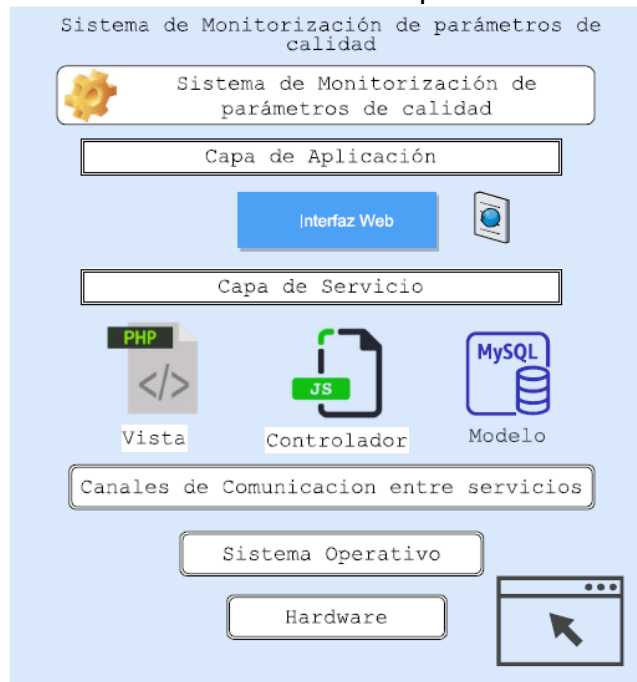 Sistema de Monitorización de parámetros de
calidad
Sistema de Monitorización de
parámetros de calidad
Capa de Aplicación
Interfaz Web
Capa de Servicio
PHP
</>
JS
MySQL
Vista
Controlador
Modelo
Canales de Comunicacion entre servicios
Sistema Operativo
Hardware